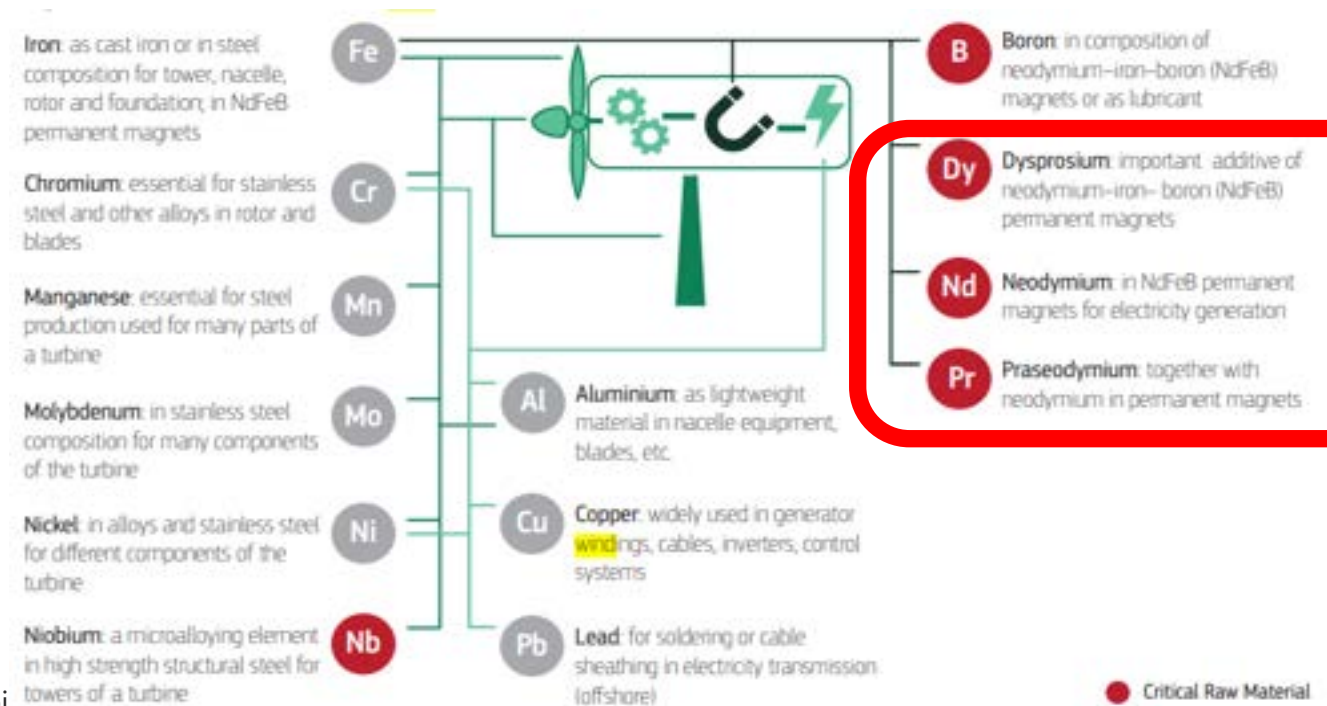 Iron: as cast iron or in steel
composition for tower, nacelle,
rotor and foundation; in NdFeB
permanent magnets
Fe
Chromium: essential for stainless
steel and other alloys in rotor and
blades
Cr
Manganese: essential for steel
production used for many parts of
a turbine
Mn
Molybdenum: in stainless steel
composition for many components
of the turbine
Mo
Nickel: in alloys and stainless steel
for different components of the
turbine
Ni
Niobium: a microalloying element
in high strength structural steel for
towers of a turbine
Nb
Al
Aluminium: as lightweight
material in nacelle equipment,
blades, etc.
Cu
Copper: widely used in generator
windings, cables, inverters, control
systems
Pb
Lead: for soldering or cable
sheathing in electricity transmission
(offshore)
B
Boron: in composition of
neodymium–iron–boron (NdFeB)
magnets or as lubricant
Dy
Dysprosium: important additive of
neodymium–iron– boron (NdFeB)
permanent magnets
Nd
Neodymium: in NdFeB permanent
magnets for electricity generation
Pr
Praseodymium: together with
neodymium in permanent magnets
Critical Raw Material